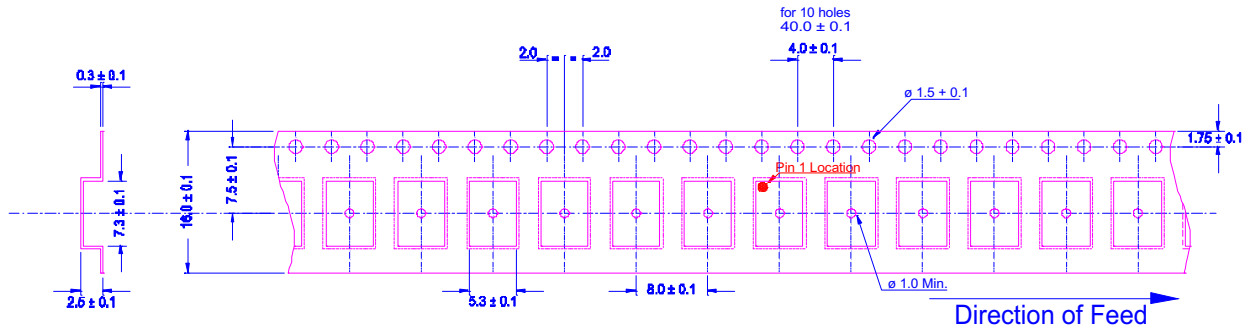 for 10 holes
40.0 ± 0.1
2.0
2.0
4.0 ± 0.1
0.3 ± 0.1
ø 1.5 + 0.1
1.75 ± 0.1
7.5 ± 0.1
16.0 ± 0.1
7.3 ± 0.1
Pin 1 Location
2.5 ± 0.1
5.3 ± 0.1
8.0 ± 0.1
ø 1.0 Min.
Direction of Feed